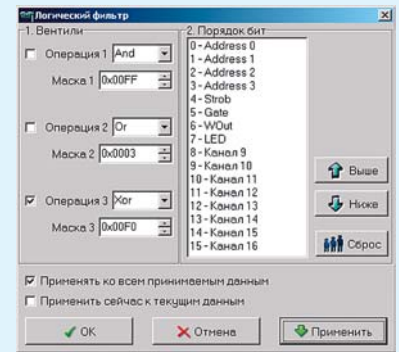 Логический фильтр
1. Вентили
Операция 1 And
Маска 1 0x00FF
Операция 2 Or
Маска 2 0x0003
Операция 3 Xor
Маска 3 0x00F0
2. Порядок бит
0 - Address 0
1 - Address 1
2 - Address 2
3 - Address 3
4 - Strob
5 - Gate
6 - WOut
7 - LED
8 - Канал 9
9 - Канал 10
10 - Канал 11
11 - Канал 12
12 - Канал 13
13 - Канал 14
14 - Канал 15
15 - Канал 16
Выше
Ниже
Сброс
Применять ко всем принимаемым данным
Применить сейчас к текущим данным
OK
Отмена
Применить